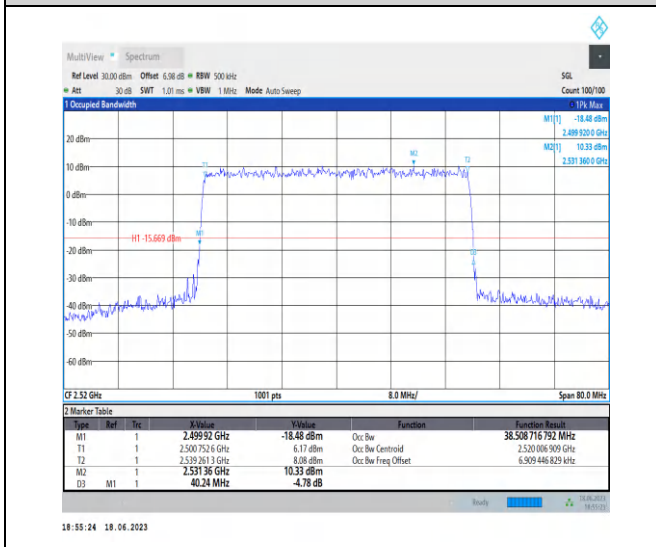 MultiView Spectrum
Ref Level 30.00 dBm Offset 6.98 dB RBW 500 kHz SGL
Att 30 dB SWT 1.01 ms VBW 1 MHz Mode Auto Sweep Count 100/100
1 Occupied Bandwidth 1Pk Max
M1[1] -18.48 dBm
2.499 920 0 GHz
M2[1] 10.33 dBm
2.531 360 0 GHz
20 dBm
10 dBm
0 dBm
-10 dBm
-20 dBm
-30 dBm
-40 dBm
-50 dBm
-60 dBm
T1
M2
T2
M1
H1 -15.669 dBm
CF 2.52 GHz 1001 pts 8.0 MHz/ Span 80.0 MHz
2 Marker Table
Type Ref Trc X-Value Y-Value Function Function Result
M1 1 2.499 92 GHz -18.48 dBm Occ Bw 38.508 716 792 MHz
T1 1 2.500 752 6 GHz 6.17 dBm Occ Bw Centroid 2.520 006 909 GHz
T2 1 2.539 261 3 GHz 8.08 dBm Occ Bw Freq Offset 6.909 446 829 kHz
M2 1 2.531 36 GHz 10.33 dBm
D3 M1 1 40.24 MHz -4.78 dB
Ready 18.06.2023
18:55:23
18:55:24 18.06.2023